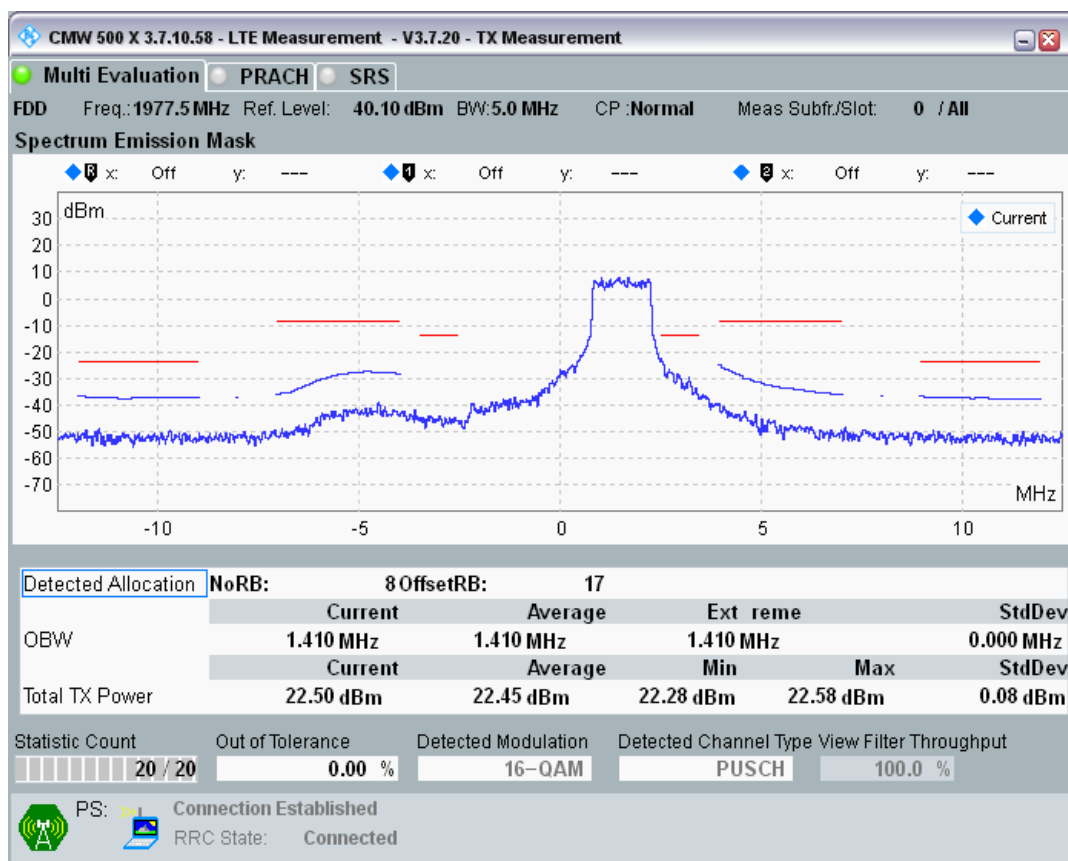 CMW 500 X 3.7.10.58 - LTE Measurement - V3.7.20 - TX Measurement
Multi Evaluation PRACH SRS
FDD Freq.: 1977.5 MHz Ref. Level: 40.10 dBm BW: 5.0 MHz CP : Normal Meas Subfr./Slot: 0 / All
Spectrum Emission Mask
R x: Off y: --- 1 x: Off y: --- 2 x: Off y: ---
dBm
Current
30
20
10
0
-10
-20
-30
-40
-50
-60
-70
MHz
-10 -5 0 5 10
Detected Allocation NoRB: 8 OffsetRB: 17
Current Average Ext reme StdDev
OBW 1.410 MHz 1.410 MHz 1.410 MHz 0.000 MHz
Current Average Min Max StdDev
Total TX Power 22.50 dBm 22.45 dBm 22.28 dBm 22.58 dBm 0.08 dBm
Statistic Count Out of Tolerance Detected Modulation Detected Channel Type View Filter Throughput
20 / 20 0.00 % 16-QAM PUSCH 100.0 %
PS: Connection Established
RRC State: Connected